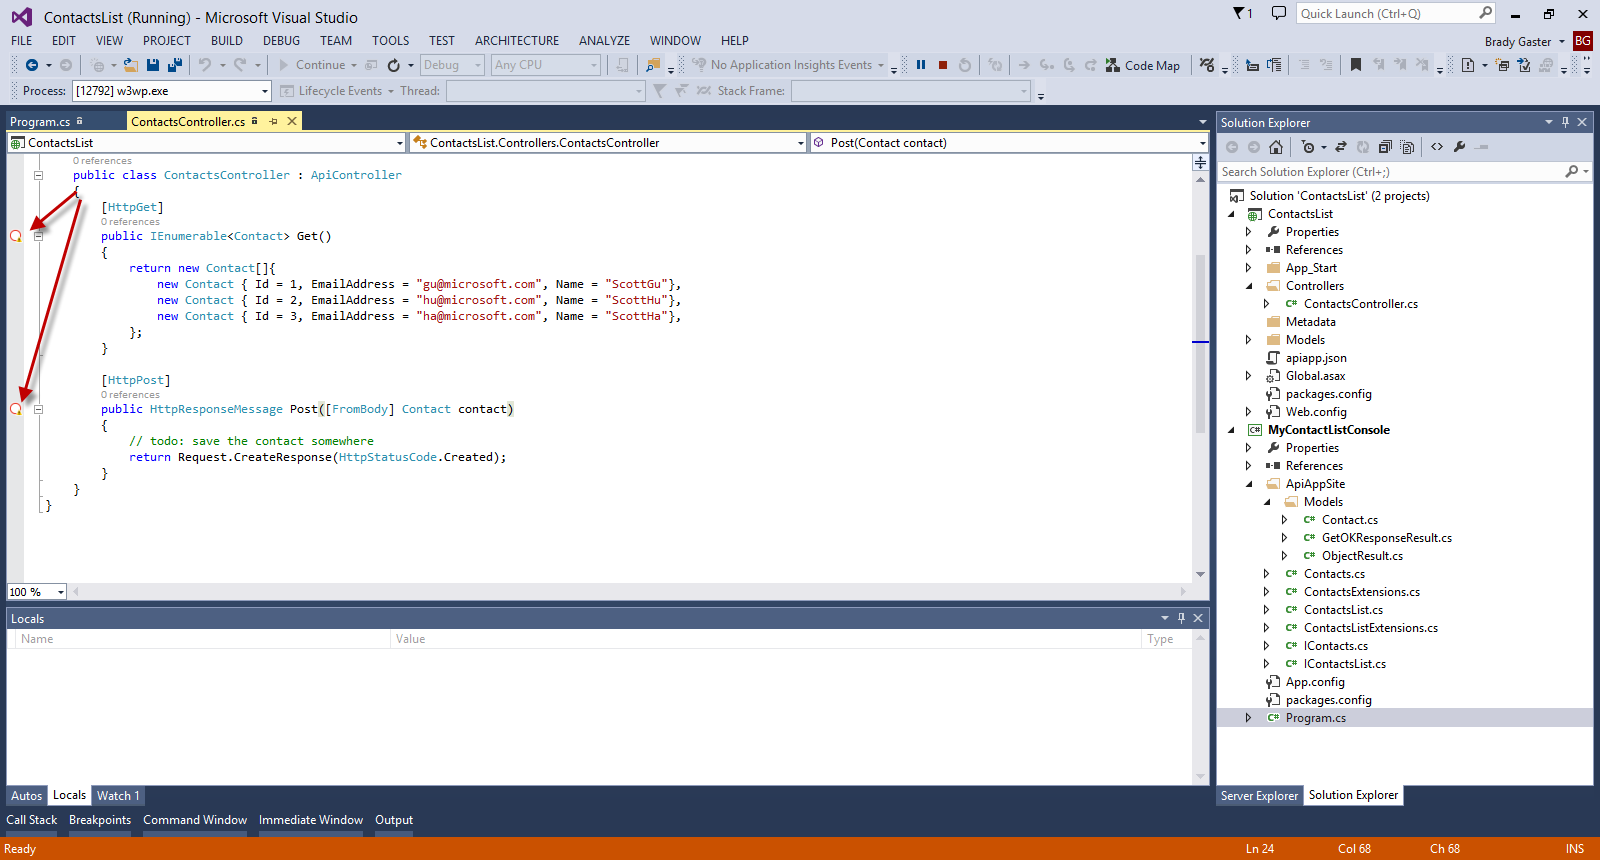 ContactsList (Running) - Microsoft Visual Studio
1
Quick Launch (Ctrl+Q)
FILE EDIT VIEW PROJECT BUILD DEBUG TEAM TOOLS TEST ARCHITECTURE ANALYZE WINDOW HELP
Brady Gaster BG
Continue Debug Any CPU No Application Insights Events Code Map
Process: [12792] w3wp.exe Lifecycle Events Thread: Stack Frame:
Program.cs ContactsController.cs
ContactsList ContactsList.Controllers.ContactsController Post(Contact contact)
0 references
public class ContactsController : ApiController
{
[HttpGet]
0 references
public IEnumerable<Contact> Get()
{
return new Contact[]{
new Contact { Id = 1, EmailAddress = "gu@microsoft.com", Name = "ScottGu"},
new Contact { Id = 2, EmailAddress = "hu@microsoft.com", Name = "ScottHu"},
new Contact { Id = 3, EmailAddress = "ha@microsoft.com", Name = "ScottHa"},
};
}
[HttpPost]
0 references
public HttpResponseMessage Post([FromBody] Contact contact)
{
// todo: save the contact somewhere
return Request.CreateResponse(HttpStatusCode.Created);
}
}
}
100 %
Locals
Name Value Type
Autos Locals Watch 1
Call Stack Breakpoints Command Window Immediate Window Output
Solution Explorer
Search Solution Explorer (Ctrl+;)
Solution 'ContactsList' (2 projects)
ContactsList
Properties
References
App_Start
Controllers
C# ContactsController.cs
Metadata
Models
apiapp.json
Global.asax
packages.config
Web.config
C# MyContactListConsole
Properties
References
ApiAppSite
Models
C# Contact.cs
C# GetOKResponseResult.cs
C# ObjectResult.cs
C# Contacts.cs
C# ContactsExtensions.cs
C# ContactsList.cs
C# ContactsListExtensions.cs
C# IContacts.cs
C# IContactsList.cs
App.config
packages.config
C# Program.cs
Server Explorer Solution Explorer
Ready Ln 24 Col 68 Ch 68 INS